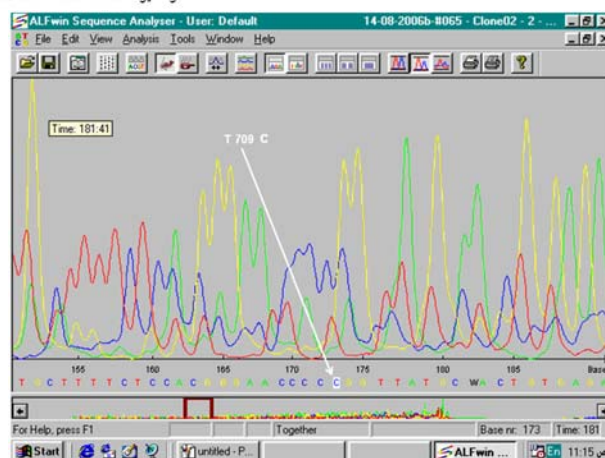 ALFwin Sequence Analyser - User: Default 14-08-2006b-#065 - Clone02 - 2 - ...
File Edit View Analysis Tools Window Help
Time: 181:41
T 709 C
155 160 165 170 175 180 185 Base
For Help, press F1 Together Base nr: 173 Time: 181
Start untitled - P... ALFwin ... En 11:15 ص